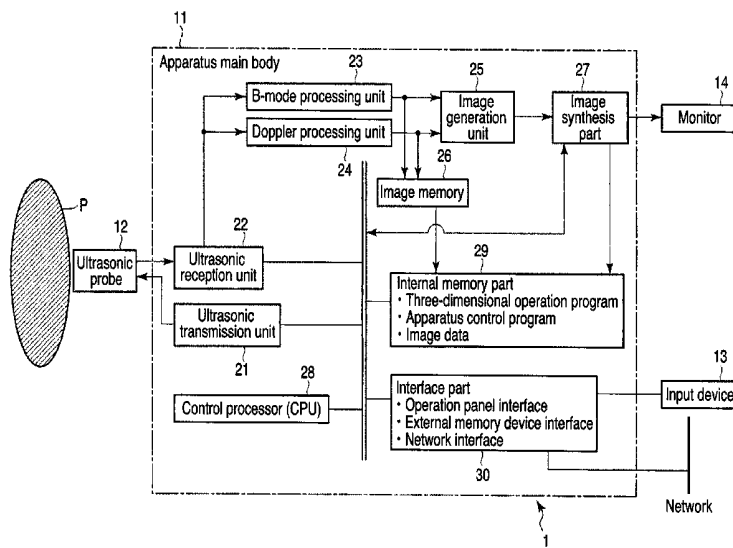 11
Apparatus main body
23
B-mode processing unit
Doppler processing unit
24
25
Image
generation
unit
27
Image
synthesis
part
14
Monitor
26
Image memory
P
12
Ultrasonic
probe
22
Ultrasonic
reception unit
Ultrasonic
transmission unit
21
29
Internal memory part
・Three-dimensional operation program
・Apparatus control program
・Image data
28
Control processor (CPU)
Interface part
・Operation panel interface
・External memory device interface
・Network interface
30
13
Input device
Network
1